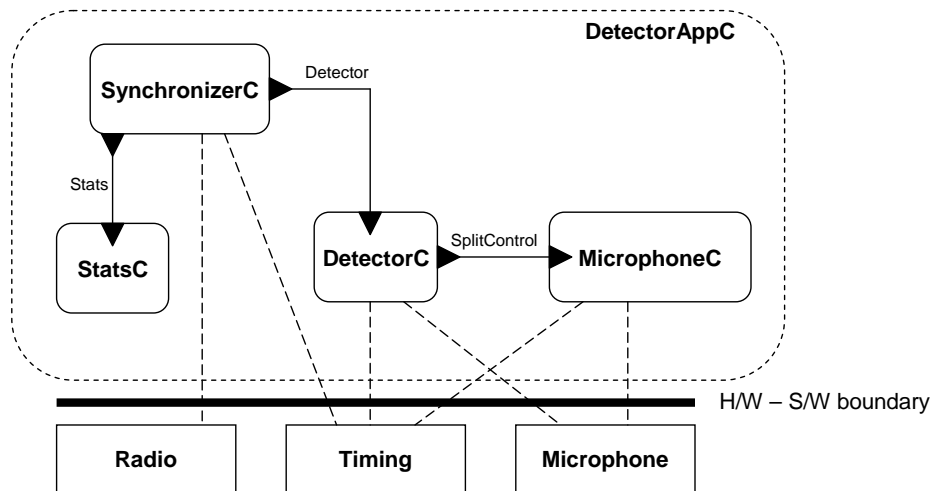 DetectorAppC
Detector
SynchronizerC
Stats
SplitControl
StatsC
DetectorC
MicrophoneC
H/W – S/W boundary
Radio
Timing
Microphone